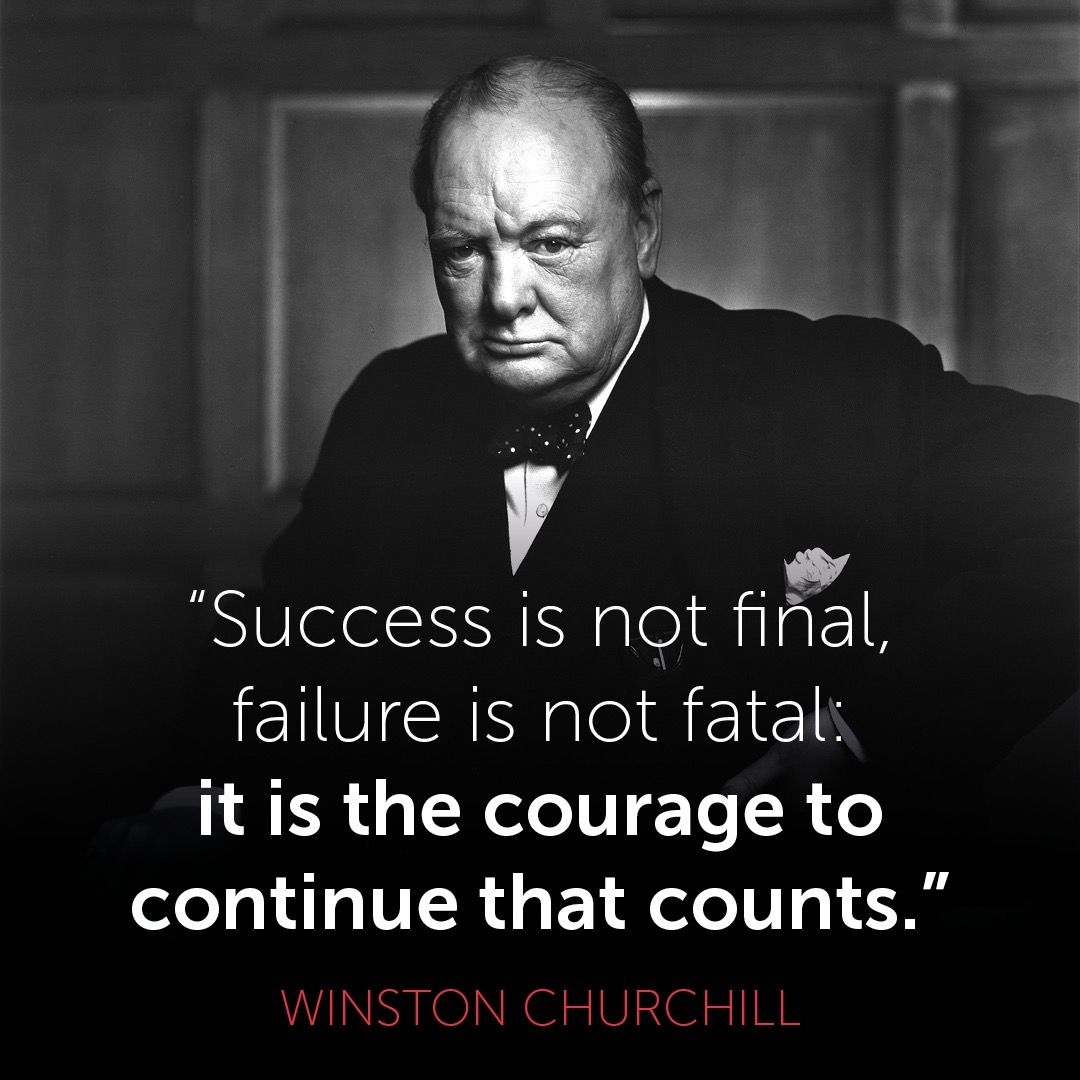 “Success is not final,
failure is not fatal:
it is the courage to
continue that counts.”
WINSTON CHURCHILL